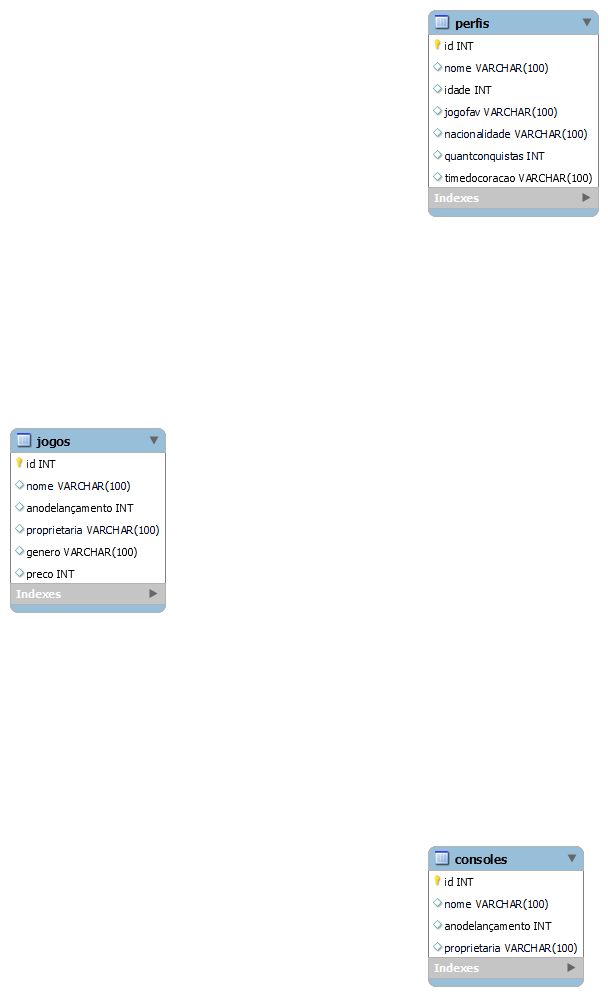 perfis
id INT
nome VARCHAR(100)
idade INT
jogofav VARCHAR(100)
nacionalidade VARCHAR(100)
quantconquistas INT
timedocoracao VARCHAR(100)
Indexes
jogos
id INT
nome VARCHAR(100)
anodelançamento INT
proprietaria VARCHAR(100)
genero VARCHAR(100)
preco INT
Indexes
consoles
id INT
nome VARCHAR(100)
anodelançamento INT
proprietaria VARCHAR(100)
Indexes